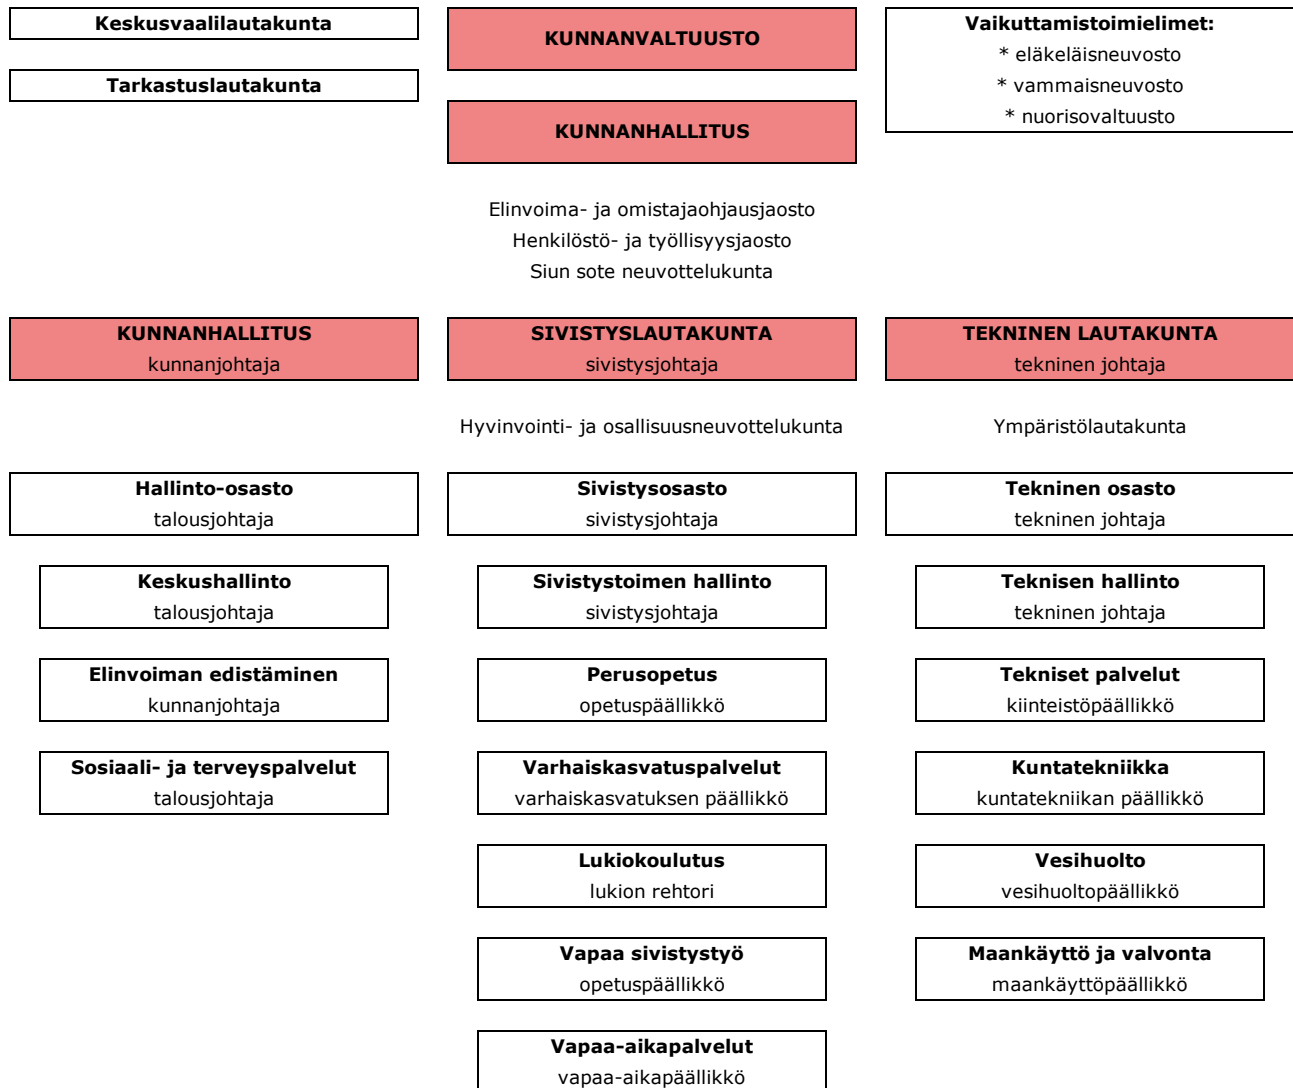 Keskusvaalilautakunta
Tarkastuslautakunta
KUNNANVALTUUSTO
KUNNANHALLITUS
Vaikuttamistoimielimet:
* eläkeläisneuvosto
* vammaisneuvosto
* nuorisovaltuusto
Elinvoima- ja omistajaohjausjaosto
Henkilöstö- ja työllisyysjaosto
Siun sote neuvottelukunta
KUNNANHALLITUS
kunnanjohtaja
SIVISTYSLAUTAKUNTA
sivistysjohtaja
TEKNINEN LAUTAKUNTA
tekninen johtaja
Hyvinvointi- ja osallisuusneuvottelukunta
Ympäristölautakunta
Hallinto-osasto
talousjohtaja
Keskushallinto
talousjohtaja
Elinvoiman edistäminen
kunnanjohtaja
Sosiaali- ja terveyspalvelut
talousjohtaja
Sivistysosasto
sivistysjohtaja
Sivistystoimen hallinto
sivistysjohtaja
Perusopetus
opetuspäällikkö
Varhaiskasvatuspalvelut
varhaiskasvatuksen päällikkö
Lukiokoulutus
lukion rehtori
Vapaa sivistystyö
opetuspäällikkö
Vapaa-aikapalvelut
vapaa-aikapäällikkö
Tekninen osasto
tekninen johtaja
Teknisen hallinto
tekninen johtaja
Tekniset palvelut
kiinteistöpäällikkö
Kuntatekniikka
kuntatekniikan päällikkö
Vesihuolto
vesihuoltopäällikkö
Maankäyttö ja valvonta
maankäyttöpäällikkö